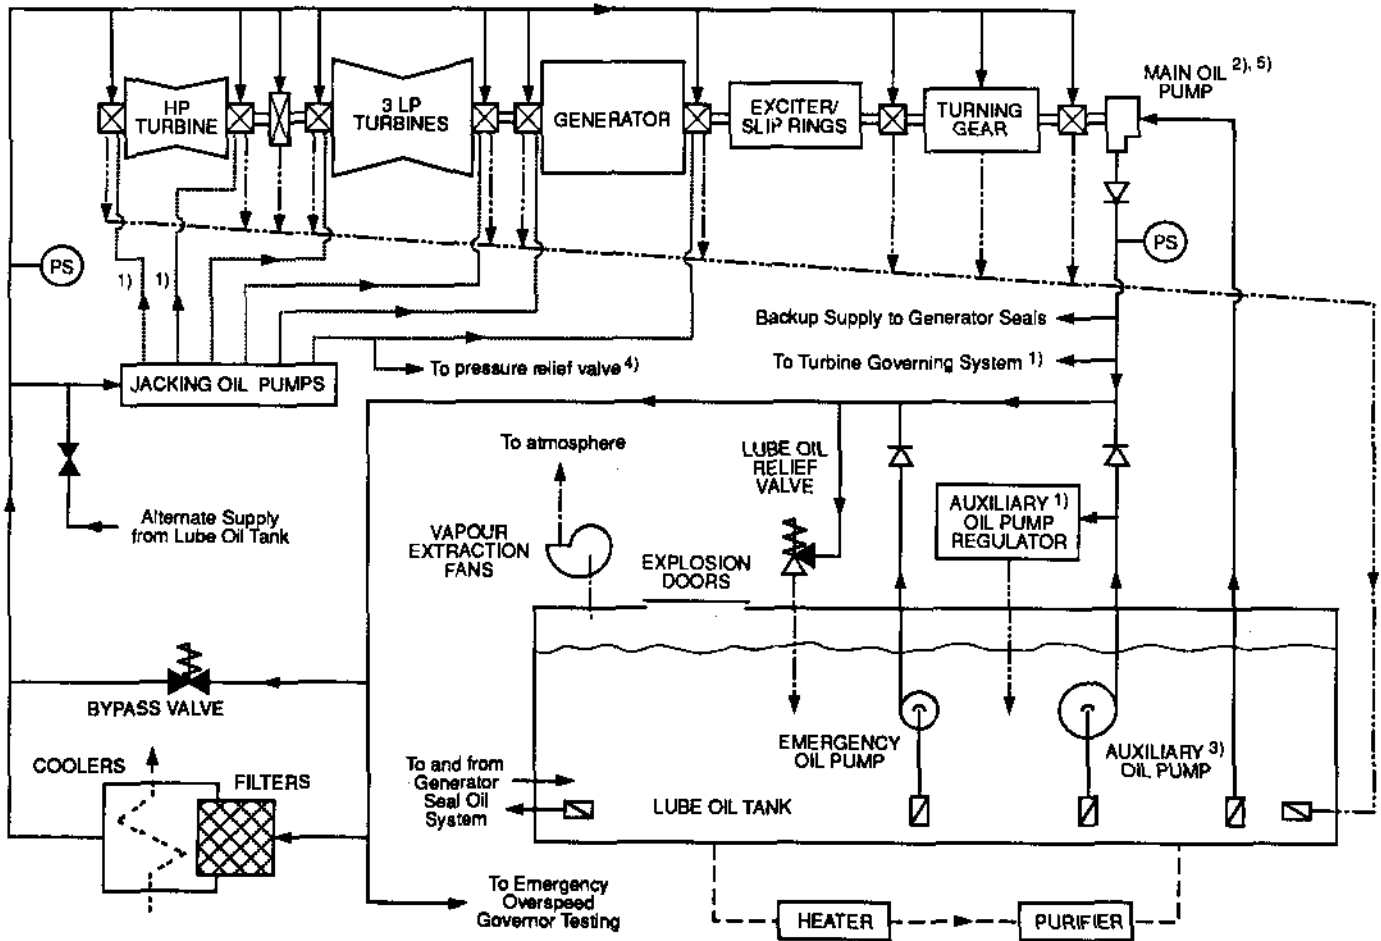 MAIN OIL 2), 5)
PUMP
HP
TURBINE
3 LP
TURBINES
GENERATOR
EXCITER/
SLIP RINGS
TURNING
GEAR
PS
PS
1)
1)
Backup Supply to Generator Seals
To Turbine Governing System 1)
To pressure relief valve 4)
JACKING OIL PUMPS
To atmosphere
LUBE OIL
RELIEF
VALVE
AUXILIARY 1)
OIL PUMP
REGULATOR
Alternate Supply
from Lube Oil Tank
VAPOUR
EXTRACTION
FANS
EXPLOSION
DOORS
BYPASS VALVE
EMERGENCY
OIL PUMP
AUXILIARY 3)
OIL PUMP
COOLERS
FILTERS
To and from
Generator
Seal Oil
System
LUBE OIL TANK
To Emergency
Overspeed
Governor Testing
HEATER
PURIFIER